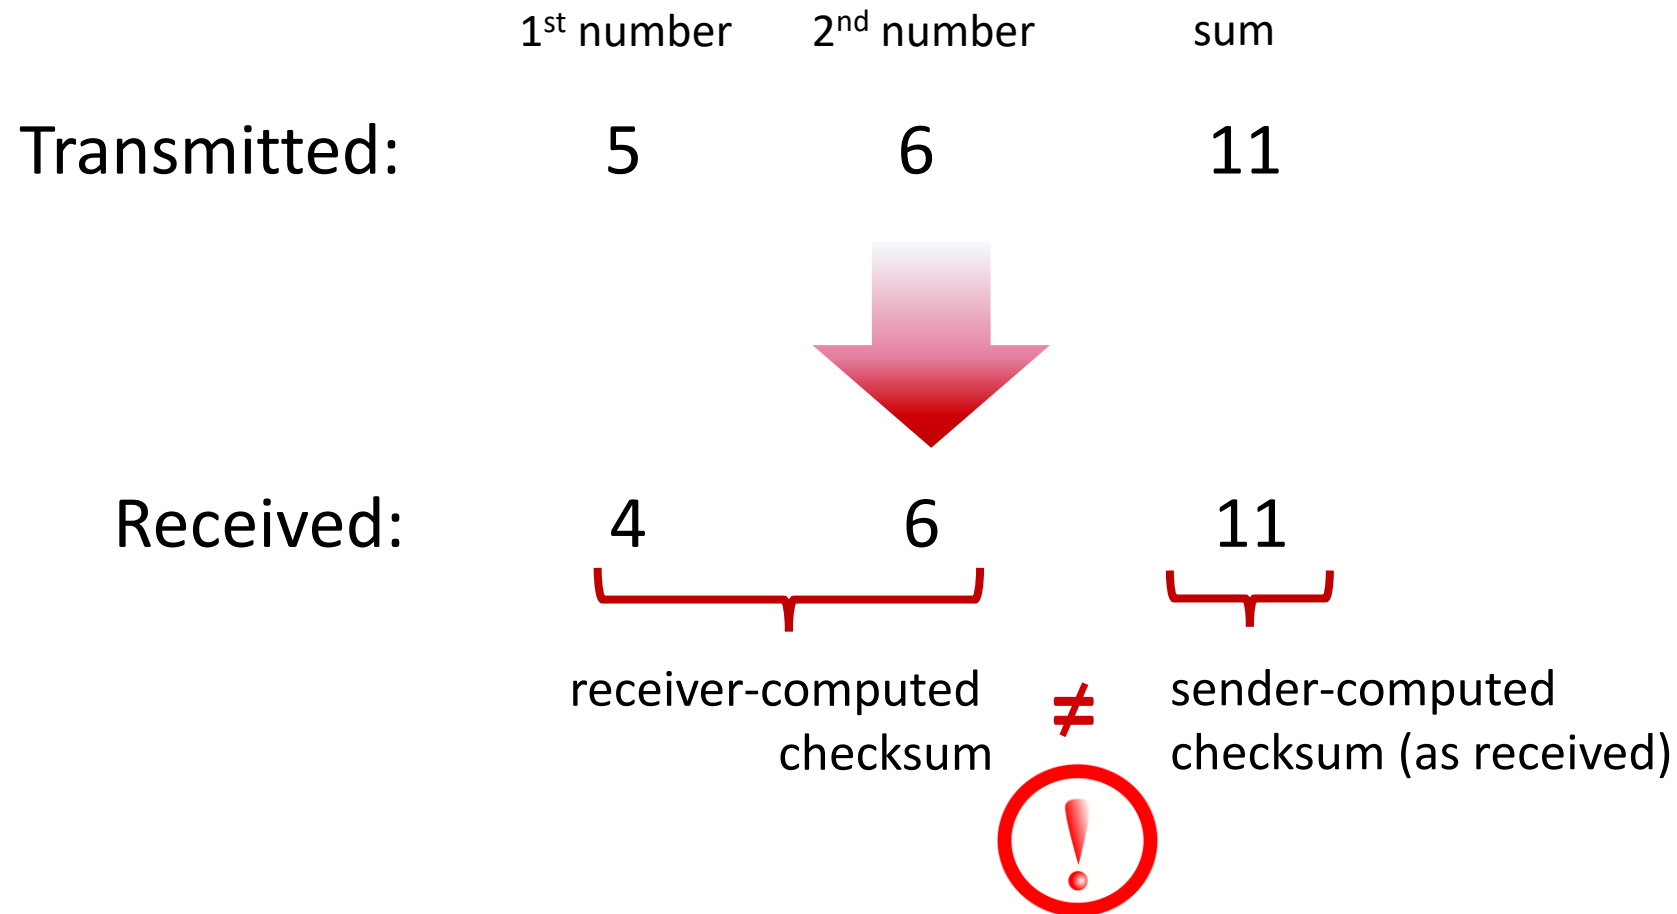 1st number 2nd number sum
Transmitted: 5 6 11
Received: 4 6 11
receiver-computed ≠ sender-computed
checksum checksum (as received)
!